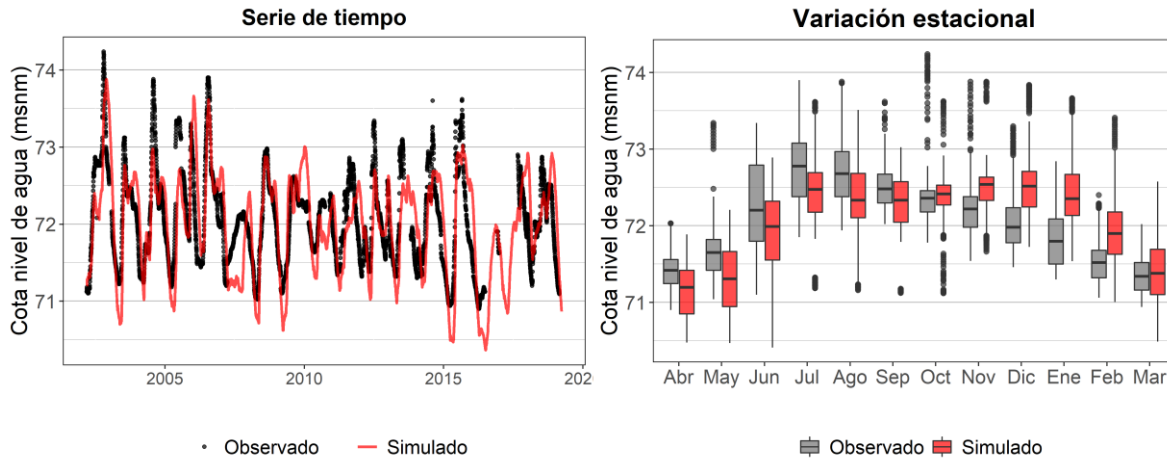 Serie de tiempo
Cota nivel de agua (msnm)
74
73
72
71
2005
2010
2015
202
Observado
Simulado
Variación estacional
Cota nivel de agua (msnm)
74
73
72
71
Abr May Jun Jul Ago Sep Oct Nov Dic Ene Feb Mar
Observado
Simulado